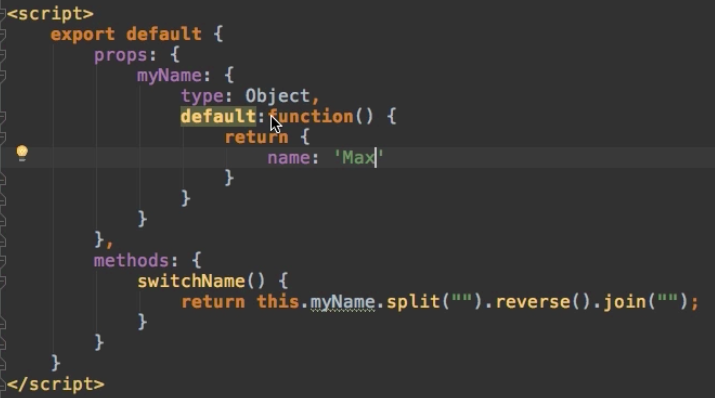 <script>
export default {
props: {
myName: {
type: Object,
default:function() {
return {
name: 'Max'
}
}
}
},
methods: {
switchName() {
return this.myName.split("").reverse().join("");
}
}
}
</script>